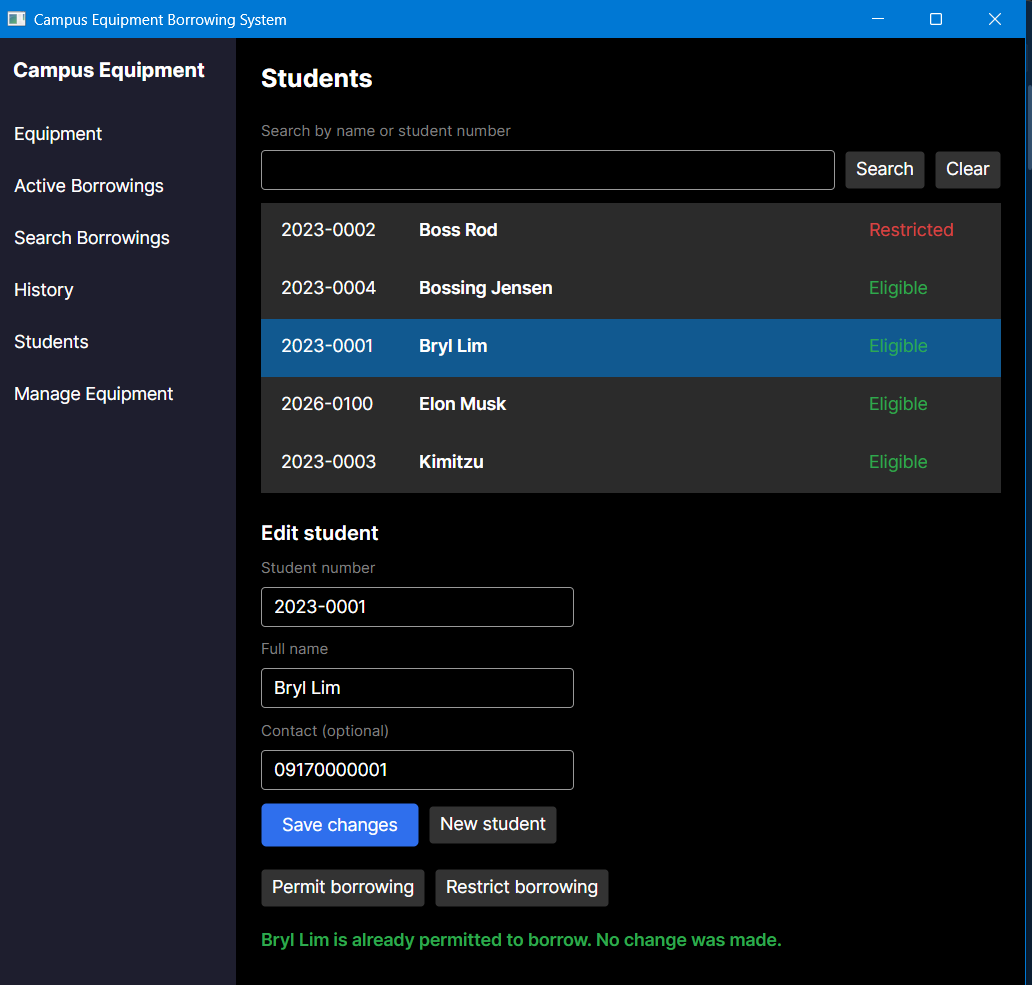 Campus Equipment Borrowing System
Campus Equipment
Equipment
Active Borrowings
Search Borrowings
History
Students
Manage Equipment
Students
Search by name or student number
Search Clear
2023-0002 Boss Rod Restricted
2023-0004 Bossing Jensen Eligible
2023-0001 Bryl Lim Eligible
2026-0100 Elon Musk Eligible
2023-0003 Kimitzu Eligible
Edit student
Student number
2023-0001
Full name
Bryl Lim
Contact (optional)
09170000001
Save changes New student
Permit borrowing Restrict borrowing
Bryl Lim is already permitted to borrow. No change was made.